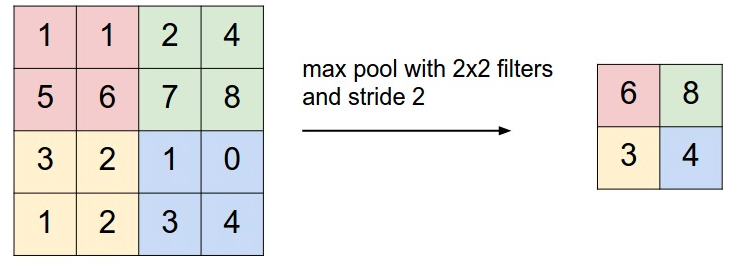 1 1 2 4
5 6 7 8
3 2 1 0
1 2 3 4
max pool with 2x2 filters
and stride 2
6 8
3 4